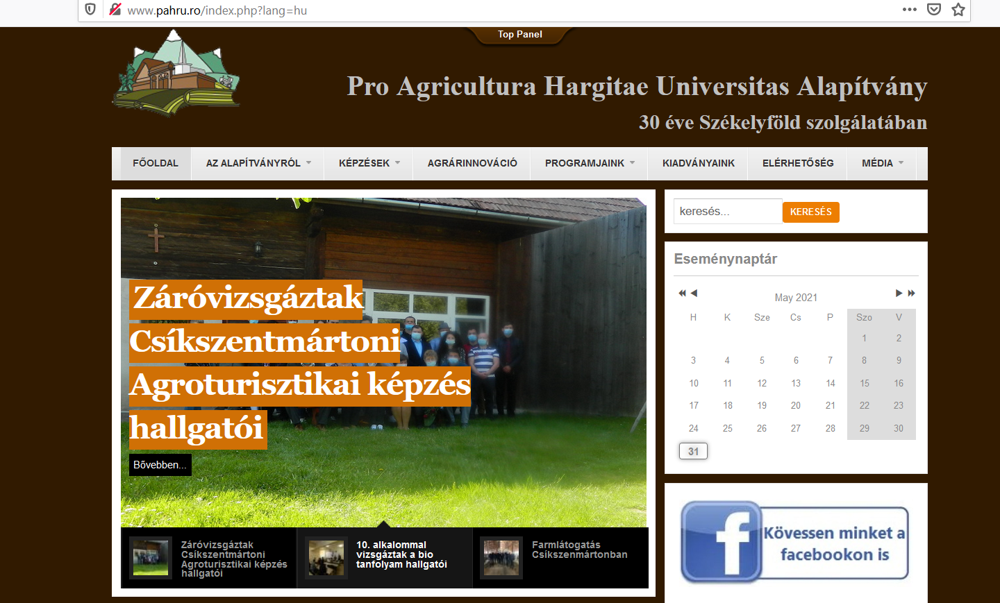 www.pahru.ro/index.php?lang=hu
Top Panel
Pro Agricultura Hargitae Universitas Alapítvány
30 éve Székelyföld szolgálatában
FŐOLDAL
AZ ALAPÍTVÁNYRÓL
KÉPZÉSEK
AGRÁRINNOVÁCIÓ
PROGRAMJAINK
KIADVÁNYAINK
ELÉRHETŐSÉG
MÉDIA
Záróvizsgáztak
Csíkszentmártoni
Agroturisztikai képzés
hallgatói
Bővebben...
Záróvizsgáztak
Csíkszentmártoni
Agroturisztikai képzés
hallgatói
10. alkalommal
vizsgáztak a bio
tanfolyam hallgatói
Farmlátogatás
Csíkszenmártonban
keresés...
KERESÉS
Eseménynaptár
May 2021
H K Sze Cs P Szo V
1 2
3 4 5 6 7 8 9
10 11 12 13 14 15 16
17 18 19 20 21 22 23
24 25 26 27 28 29 30
31
f
Kövessen minket a
facebookon is